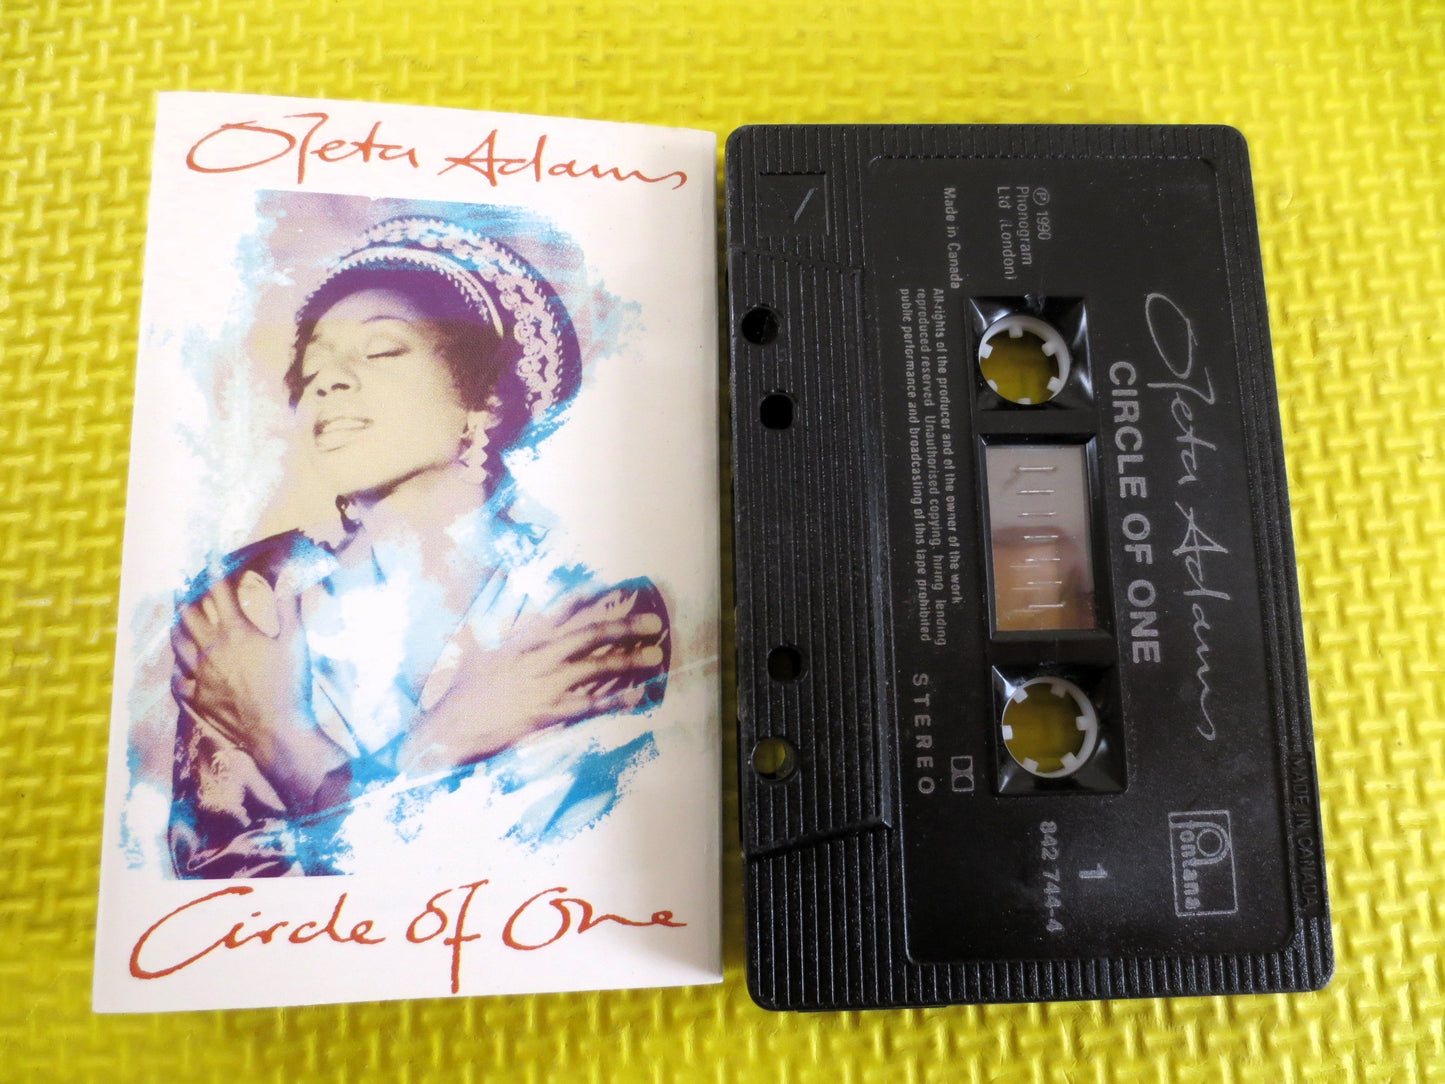 Oleta Adams
Circle of One
Oleta Adams
CIRCLE OF ONE
℗ 1990
Phonogram
Ltd. (London)
Made in Canada
All rights of the producer and of the owner of the work
reproduced reserved. Unauthorised copying, hiring, lending
public performance and broadcasting of this tape prohibited
STEREO
842 744-4
1
fontana
MADE IN CANADA